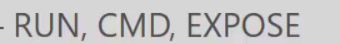 - RUN, CMD, EXPOSE